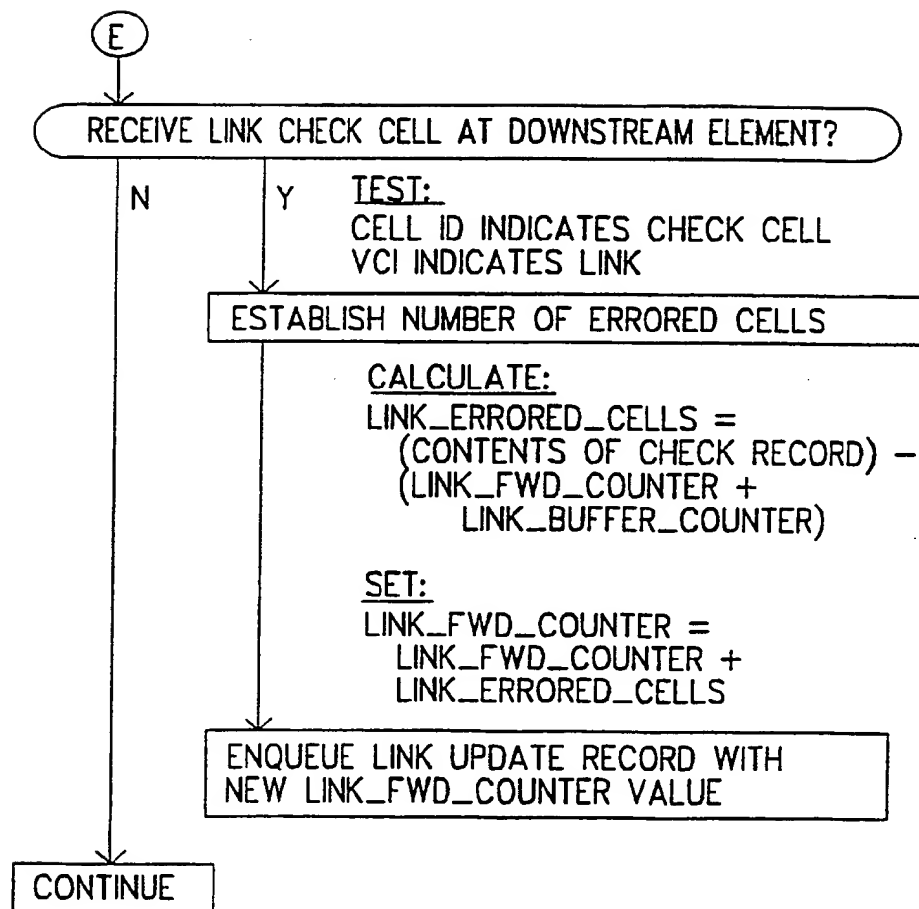 E
RECEIVE LINK CHECK CELL AT DOWNSTREAM ELEMENT?
N
Y
TEST:
CELL ID INDICATES CHECK CELL
VCI INDICATES LINK
ESTABLISH NUMBER OF ERRORED CELLS
CALCULATE:
LINK_ERRORED_CELLS =
(CONTENTS OF CHECK RECORD) –
(LINK_FWD_COUNTER +
LINK_BUFFER_COUNTER)
SET:
LINK_FWD_COUNTER =
LINK_FWD_COUNTER +
LINK_ERRORED_CELLS
ENQUEUE LINK UPDATE RECORD WITH
NEW LINK_FWD_COUNTER VALUE
CONTINUE